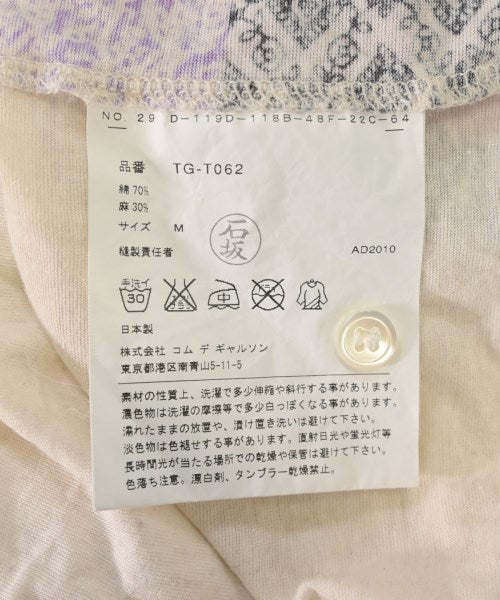 NO. 29 D-119D-118B-48F-22C-64
品番 TG-T062
綿 70%
麻 30%
サイズ M
石坂
縫製責任者 AD2010
手洗イ
30
中
ドライ
日本製
株式会社 コム デ ギャルソン
東京都港区南青山5-11-5
素材の性質上、洗濯で多少伸縮や斜行する事があります。
濃色物は洗濯の摩擦等で多少白っぽくなる事があります。
濡れたままの放置や、漬け置き洗いは避けて下さい。
淡色物は色褪せする事があります。直射日光や蛍光灯等
長時間光が当たる場所での乾燥や保管は避けて下さい。
色落ち注意。漂白剤、タンブラー乾燥禁止。